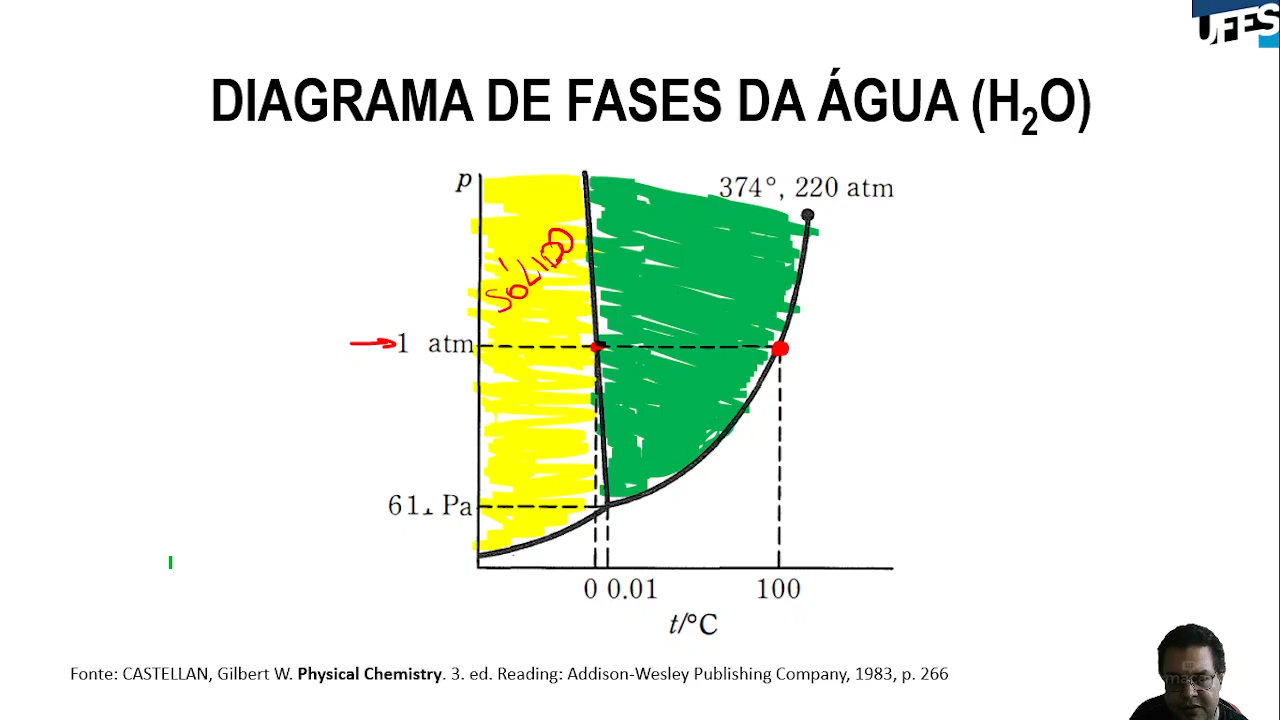 UFES
DIAGRAMA DE FASES DA ÁGUA (H₂O)
p
374°, 220 atm
SÓLIDO
1 atm
61 Pa
0 0.01 100
t/°C
Fonte: CASTELLAN, Gilbert W. Physical Chemistry. 3. ed. Reading: Addison-Wesley Publishing Company, 1983, p. 266